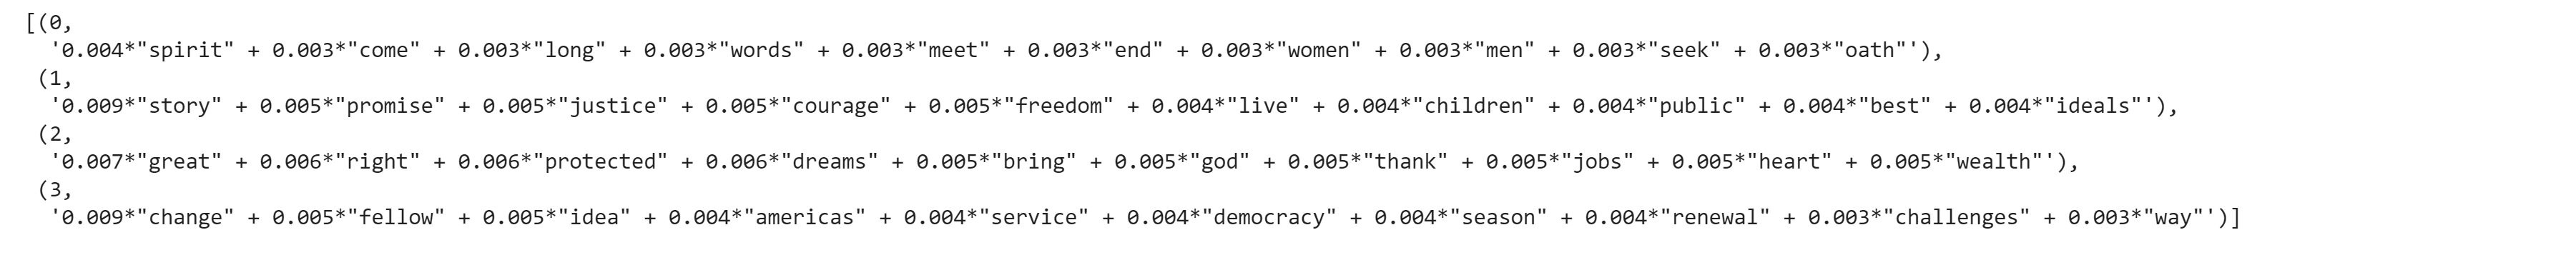 [(0,
'0.004*"spirit" + 0.003*"come" + 0.003*"long" + 0.003*"words" + 0.003*"meet" + 0.003*"end" + 0.003*"women" + 0.003*"men" + 0.003*"seek" + 0.003*"oath"'),
(1,
'0.009*"story" + 0.005*"promise" + 0.005*"justice" + 0.005*"courage" + 0.005*"freedom" + 0.004*"live" + 0.004*"children" + 0.004*"public" + 0.004*"best" + 0.004*"ideals"'),
(2,
'0.007*"great" + 0.006*"right" + 0.006*"protected" + 0.006*"dreams" + 0.005*"bring" + 0.005*"god" + 0.005*"thank" + 0.005*"jobs" + 0.005*"heart" + 0.005*"wealth"'),
(3,
'0.009*"change" + 0.005*"fellow" + 0.005*"idea" + 0.004*"americas" + 0.004*"service" + 0.004*"democracy" + 0.004*"season" + 0.004*"renewal" + 0.003*"challenges" + 0.003*"way"')]